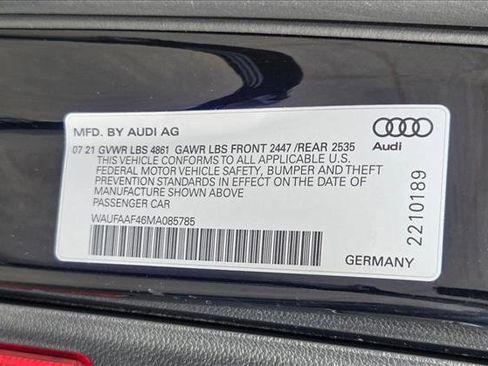 MFD. BY AUDI AG
07 21 GVWR LBS 4861 GAWR LBS FRONT 2447 /REAR 2535
THIS VEHICLE CONFORMS TO ALL APPLICABLE U.S.
FEDERAL MOTOR VEHICLE SAFETY, BUMPER AND THEFT
PREVENTION STANDARDS IN EFFECT ON THE DATE OF
MANUFACTURE SHOWN ABOVE
PASSENGER CAR
WAUFAAF46MA085785
Audi
2210189
GERMANY